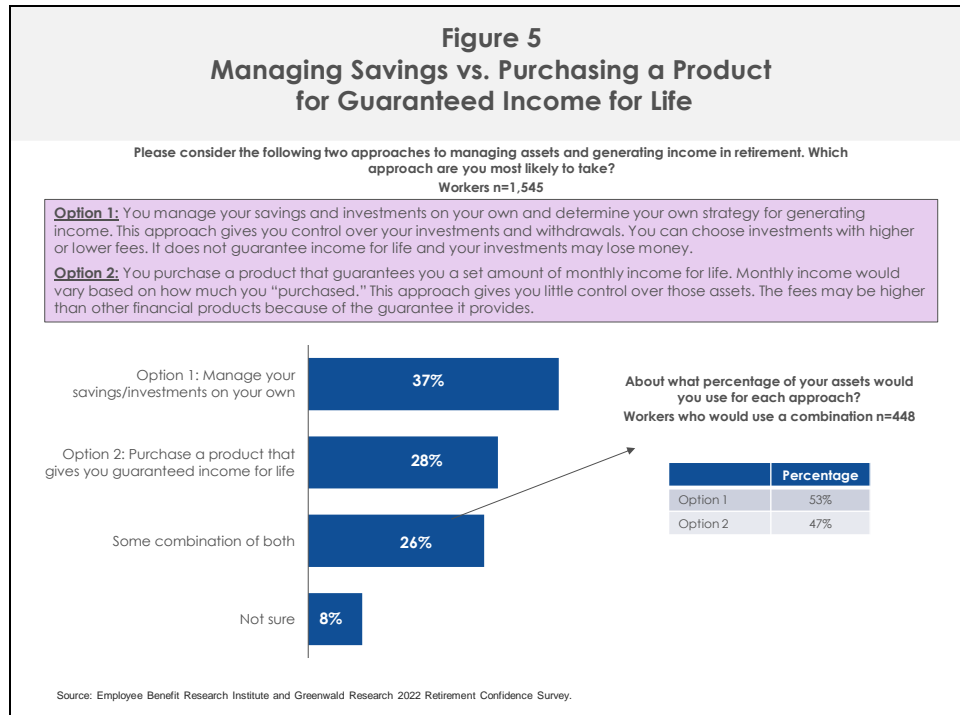 Figure 5
Managing Savings vs. Purchasing a Product
for Guaranteed Income for Life
Please consider the following two approaches to managing assets and generating income in retirement. Which
approach are you most likely to take?
Workers n=1,545
Option 1: You manage your savings and investments on your own and determine your own strategy for generating
income. This approach gives you control over your investments and withdrawals. You can choose investments with higher
or lower fees. It does not guarantee income for life and your investments may lose money.
Option 2: You purchase a product that guarantees you a set amount of monthly income for life. Monthly income would
vary based on how much you “purchased.” This approach gives you little control over those assets. The fees may be higher
than other financial products because of the guarantee it provides.
Option 1: Manage your
savings/investments on your own
37%
Option 2: Purchase a product that
gives you guaranteed income for life
28%
Some combination of both
26%
Not sure
8%
About what percentage of your assets would
you use for each approach?
Workers who would use a combination n=448
Percentage
Option 1 53%
Option 2 47%
Source: Employee Benefit Research Institute and Greenwald Research 2022 Retirement Confidence Survey.